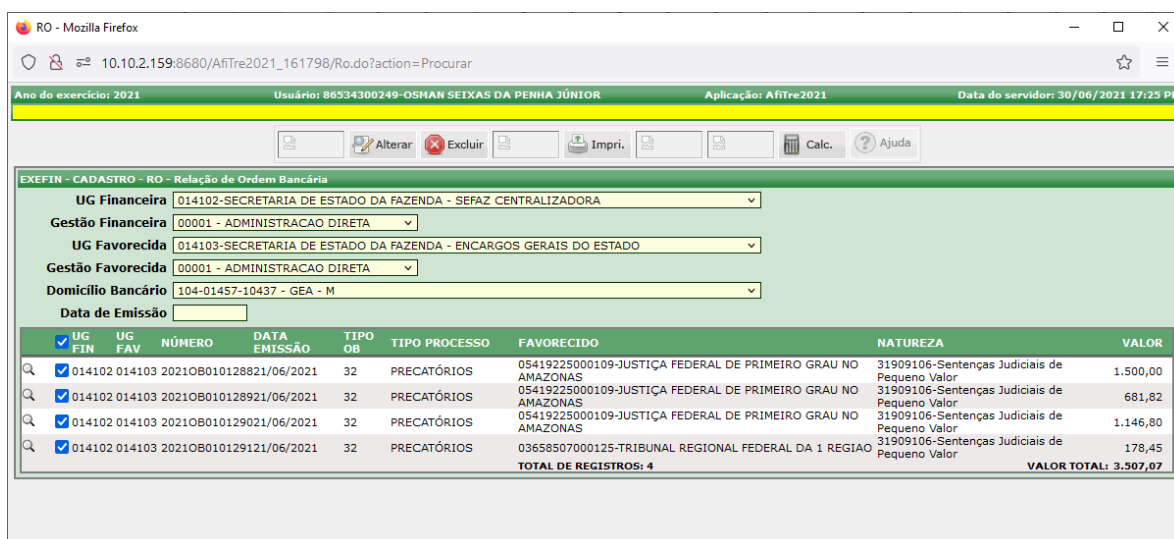 RO - Mozilla Firefox
10.10.2.159:8680/AfiTre2021_161798/Ro.do?action=Procurar
Ano do exercício: 2021 Usuário: 86534300249-OSMAN SEIXAS DA PENHA JÚNIOR Aplicação: AfiTre2021 Data do servidor: 30/06/2021 17:25 P
Alterar Excluir Impri. Calc. Ajuda
EXEFIN - CADASTRO - RO - Relação de Ordem Bancária
UG Financeira 014102-SECRETARIA DE ESTADO DA FAZENDA - SEFAZ CENTRALIZADORA
Gestão Financeira 00001 - ADMINISTRACAO DIRETA
UG Favorecida 014103-SECRETARIA DE ESTADO DA FAZENDA - ENCARGOS GERAIS DO ESTADO
Gestão Favorecida 00001 - ADMINISTRACAO DIRETA
Domicílio Bancário 104-01457-10437 - GEA - M
Data de Emissão
UG FIN UG FAV NÚMERO DATA EMISSÃO TIPO OB TIPO PROCESSO FAVORECIDO NATUREZA VALOR
014102 014103 2021OB0101288 21/06/2021 32 PRECATÓRIOS 05419225000109-JUSTIÇA FEDERAL DE PRIMEIRO GRAU NO AMAZONAS 31909106-Sentenças Judiciais de Pequeno Valor 1.500,00
014102 014103 2021OB0101289 21/06/2021 32 PRECATÓRIOS 05419225000109-JUSTIÇA FEDERAL DE PRIMEIRO GRAU NO AMAZONAS 31909106-Sentenças Judiciais de Pequeno Valor 681,82
014102 014103 2021OB0101290 21/06/2021 32 PRECATÓRIOS 05419225000109-JUSTIÇA FEDERAL DE PRIMEIRO GRAU NO AMAZONAS 31909106-Sentenças Judiciais de Pequeno Valor 1.146,80
014102 014103 2021OB0101291 21/06/2021 32 PRECATÓRIOS 03658507000125-TRIBUNAL REGIONAL FEDERAL DA 1 REGIAO 31909106-Sentenças Judiciais de Pequeno Valor 178,45
TOTAL DE REGISTROS: 4 VALOR TOTAL: 3.507,07